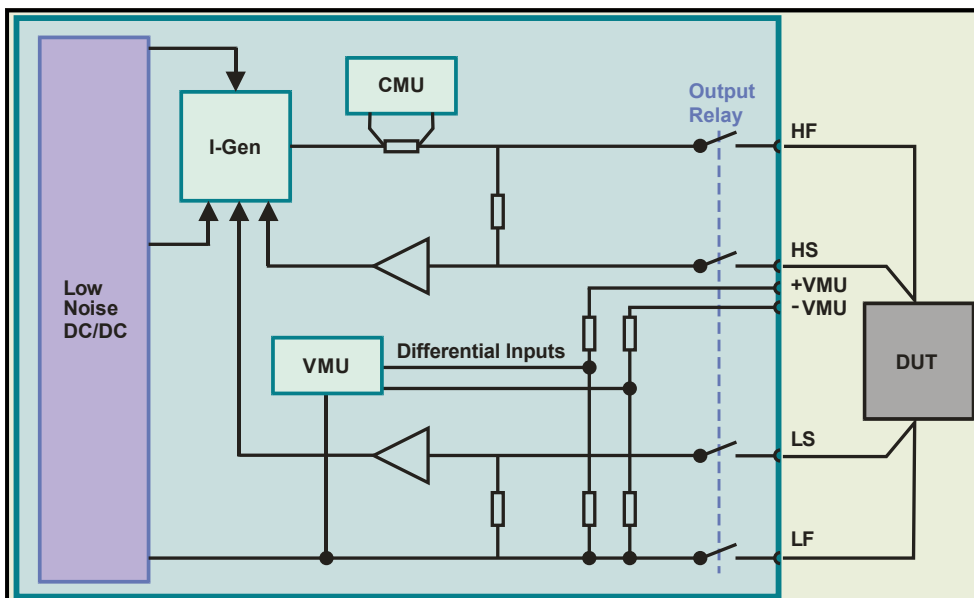 CMU
Output
Relay
HF
I-Gen
HS
+VMU
-VMU
Low
Noise
DC/DC
Differential Inputs
VMU
DUT
LS
LF